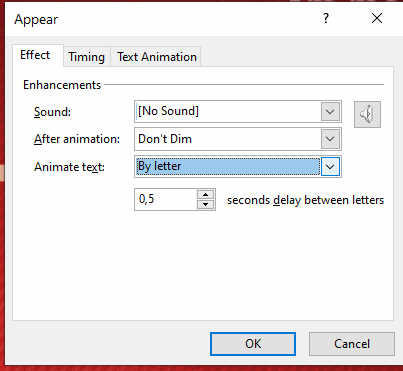 Appear
?
Effect Timing Text Animation
Enhancements
Sound: [No Sound]
After animation: Don't Dim
Animate text: By letter
0,5 seconds delay between letters
OK Cancel